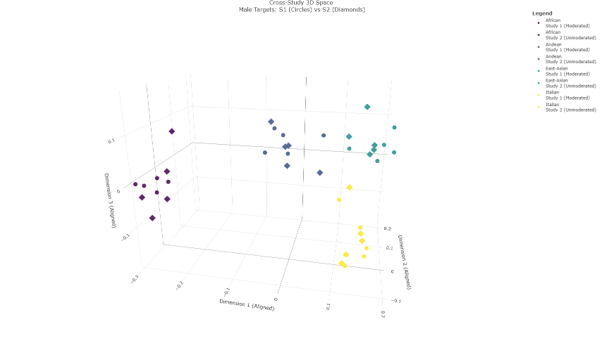 Cross-Study 3D Space
Male Targets: S1 (Circles) vs S2 (Diamonds)
Legend
African
Study 1 (Moderated)
African
Study 2 (Unmoderated)
Andean
Study 1 (Moderated)
Andean
Study 2 (Unmoderated)
East-Asian
Study 1 (Moderated)
East-Asian
Study 2 (Unmoderated)
Italian
Study 1 (Moderated)
Italian
Study 2 (Unmoderated)
0.1
0
−0.1
Dimension 3 (Aligned)
−0.3
−0.2
−0.1
0
0.1
0.2
Dimension 1 (Aligned)
0.2
0.1
0
−0.1
Dimension 2 (Aligned)